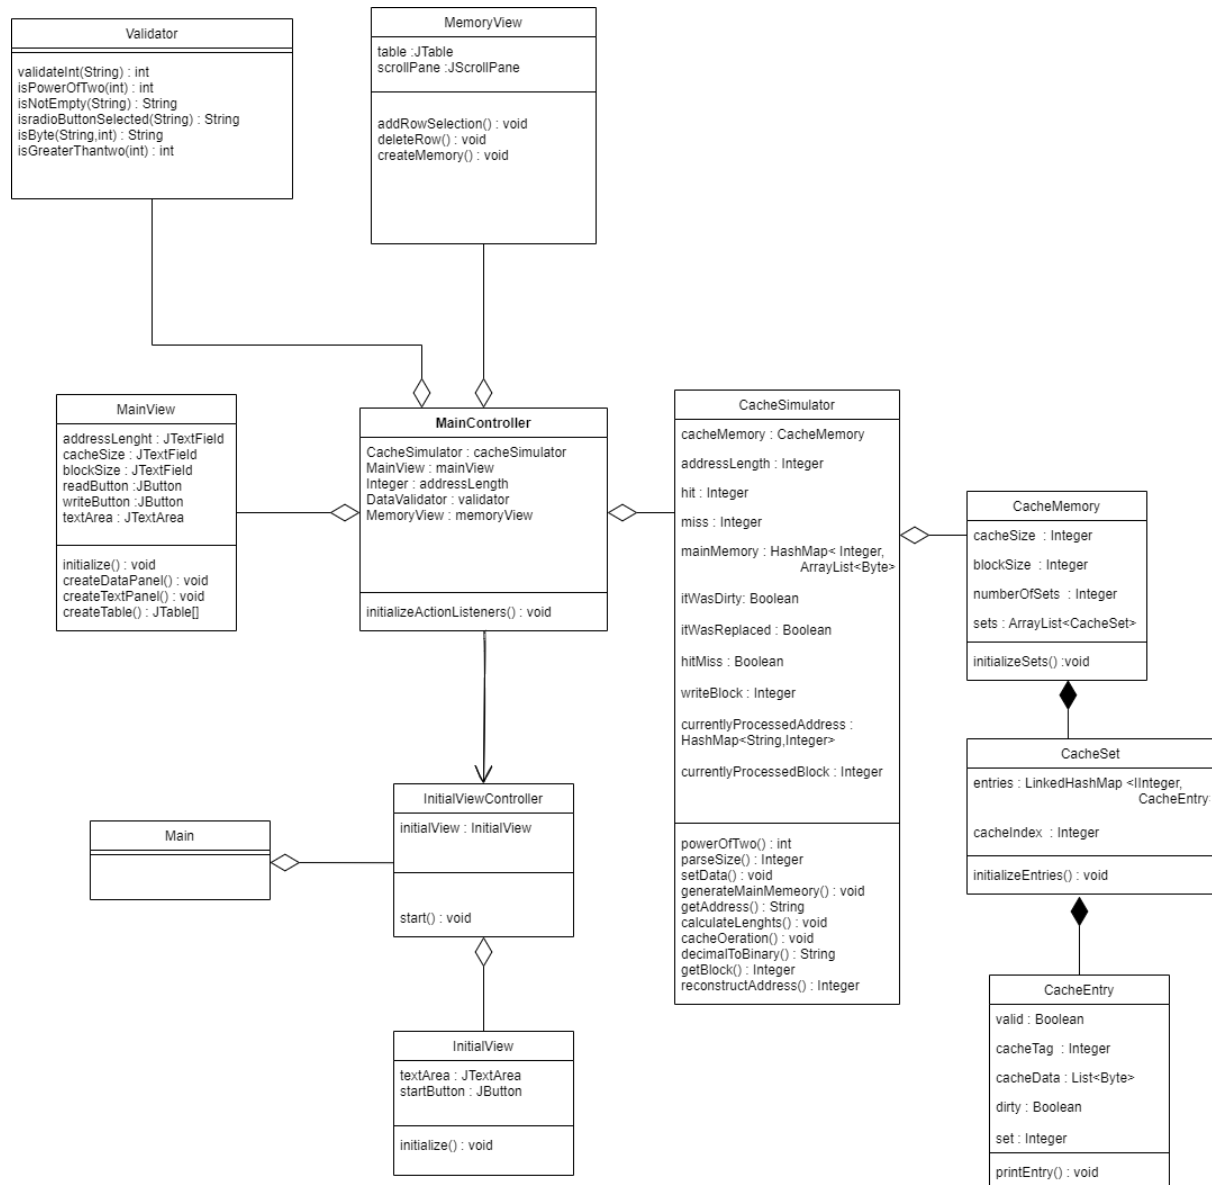 Validator
validateInt(String) : int
isPowerOfTwo(int) : int
isNotEmpty(String) : String
isradioButtonSelected(String) : String
isByte(String,int) : String
isGreaterThantwo(int) : int
MemoryView
table :JTable
scrollPane :JScrollPane
addRowSelection() : void
deleteRow() : void
createMemory() : void
MainView
addressLenght : JTextField
cacheSize : JTextField
blockSize : JTextField
readButton :JButton
writeButton :JButton
textArea : JTextArea
initialize() : void
createDataPanel() : void
createTextPanel() : void
createTable() : JTable[]
MainController
CacheSimulator : cacheSimulator
MainView : mainView
Integer : addressLength
DataValidator : validator
MemoryView : memoryView
initializeActionListeners() : void
CacheSimulator
cacheMemory : CacheMemory
addressLength : Integer
hit : Integer
miss : Integer
mainMemory : HashMap< Integer,
ArrayList<Byte>
itWasDirty: Boolean
itWasReplaced : Boolean
hitMiss : Boolean
writeBlock : Integer
currentlyProcessedAddress :
HashMap<String,Integer>
currentlyProcessedBlock : Integer
powerOfTwo() : int
parseSize() : Integer
setData() : void
generateMainMemeory() : void
getAddress() : String
calculateLenghts() : void
cacheOeration() : void
decimalToBinary() : String
getBlock() : Integer
reconstructAddress() : Integer
CacheMemory
cacheSize : Integer
blockSize : Integer
numberOfSets : Integer
sets : ArrayList<CacheSet>
initializeSets() :void
CacheSet
entries : LinkedHashMap <IInteger,
CacheEntry>
cacheIndex : Integer
initializeEntries() : void
CacheEntry
valid : Boolean
cacheTag : Integer
cacheData : List<Byte>
dirty : Boolean
set : Integer
printEntry() : void
Main
InitialViewController
initialView : InitialView
start() : void
InitialView
textArea : JTextArea
startButton : JButton
initialize() : void